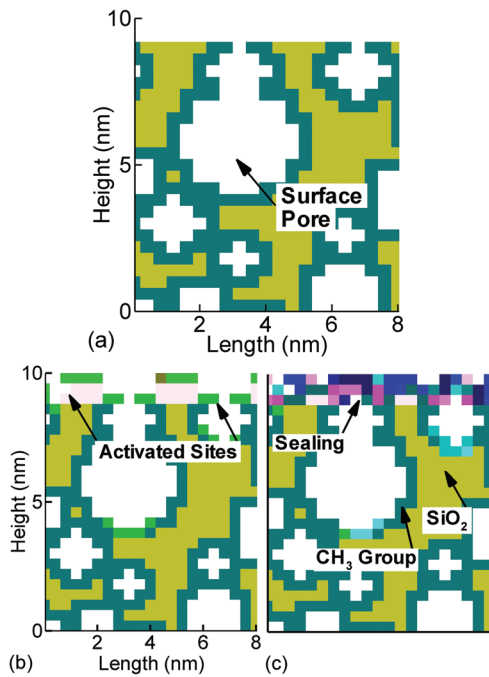 10
Height (nm)
5
Surface
Pore
0
2
4
6
8
(a)
Length (nm)
10
Height (nm)
Activated Sites
5
0
0
2
4
6
8
(b)
Length (nm)
Sealing
SiO2
CH3 Group
(c)